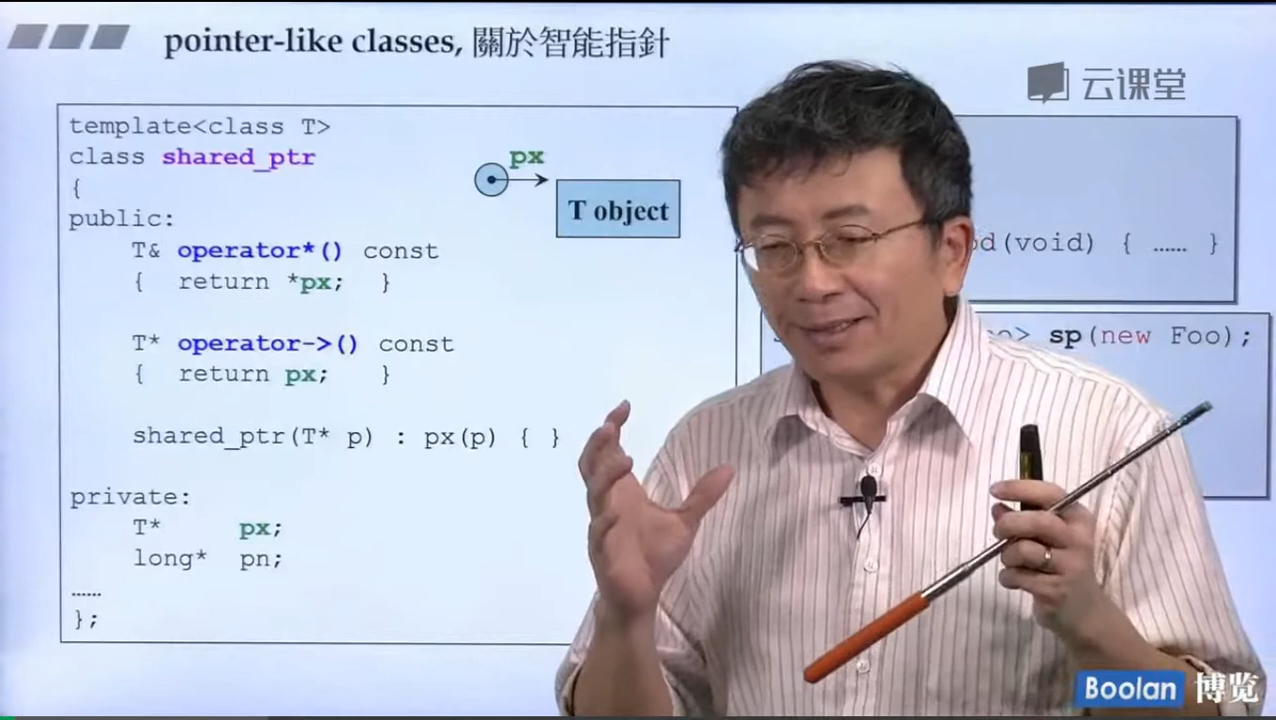 pointer-like classes, 關於智能指針
云课堂
template<class T>
class shared_ptr
{
public:
T& operator*() const
{ return *px; }
T* operator->() const
{ return px; }
shared_ptr(T* p) : px(p) { }
private:
T* px;
long* pn;
……
};
px
T object
(void) { …… }
> sp(new Foo);
Boolan 博览